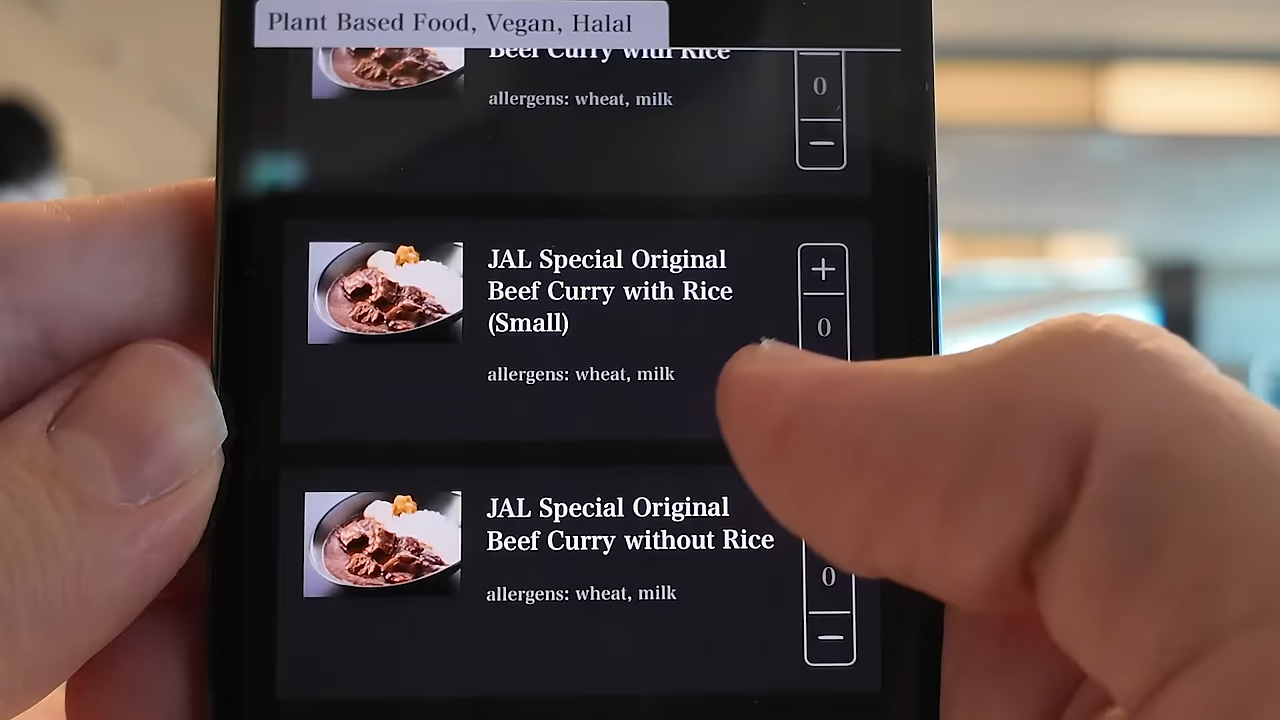 Plant Based Food, Vegan, Halal
Beef Curry with Rice
allergens: wheat, milk
0
−
JAL Special Original
Beef Curry with Rice
(Small)
allergens: wheat, milk
+
0
JAL Special Original
Beef Curry without Rice
allergens: wheat, milk
0
−